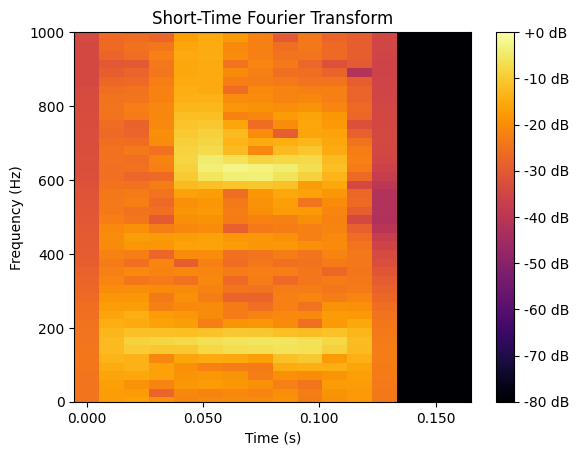 Short-Time Fourier Transform
1000
800
600
400
200
0
Frequency (Hz)
0.000
0.050
0.100
0.150
Time (s)
+0 dB
-10 dB
-20 dB
-30 dB
-40 dB
-50 dB
-60 dB
-70 dB
-80 dB